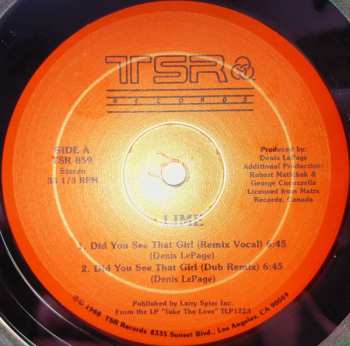 TSR
RECORDS
SIDE A
TSR 859
Stereo
33 1/3 RPM
Produced by
Denis LePage
Additional Production:
Robert Matichak &
George Cucuzzella
Licensed from Matra
Records, Canada
LIME
1. Did You See That Girl (Remix Vocal) 6:45
(Denis LePage)
2. Did You See That Girl (Dub Remix) 6:45
(Denis LePage)
Published by Larry Spier Inc.
From the LP "Take The Love" TLP1223
1986 TSR Records 8335 Sunset Blvd., Los Angeles, CA 90069